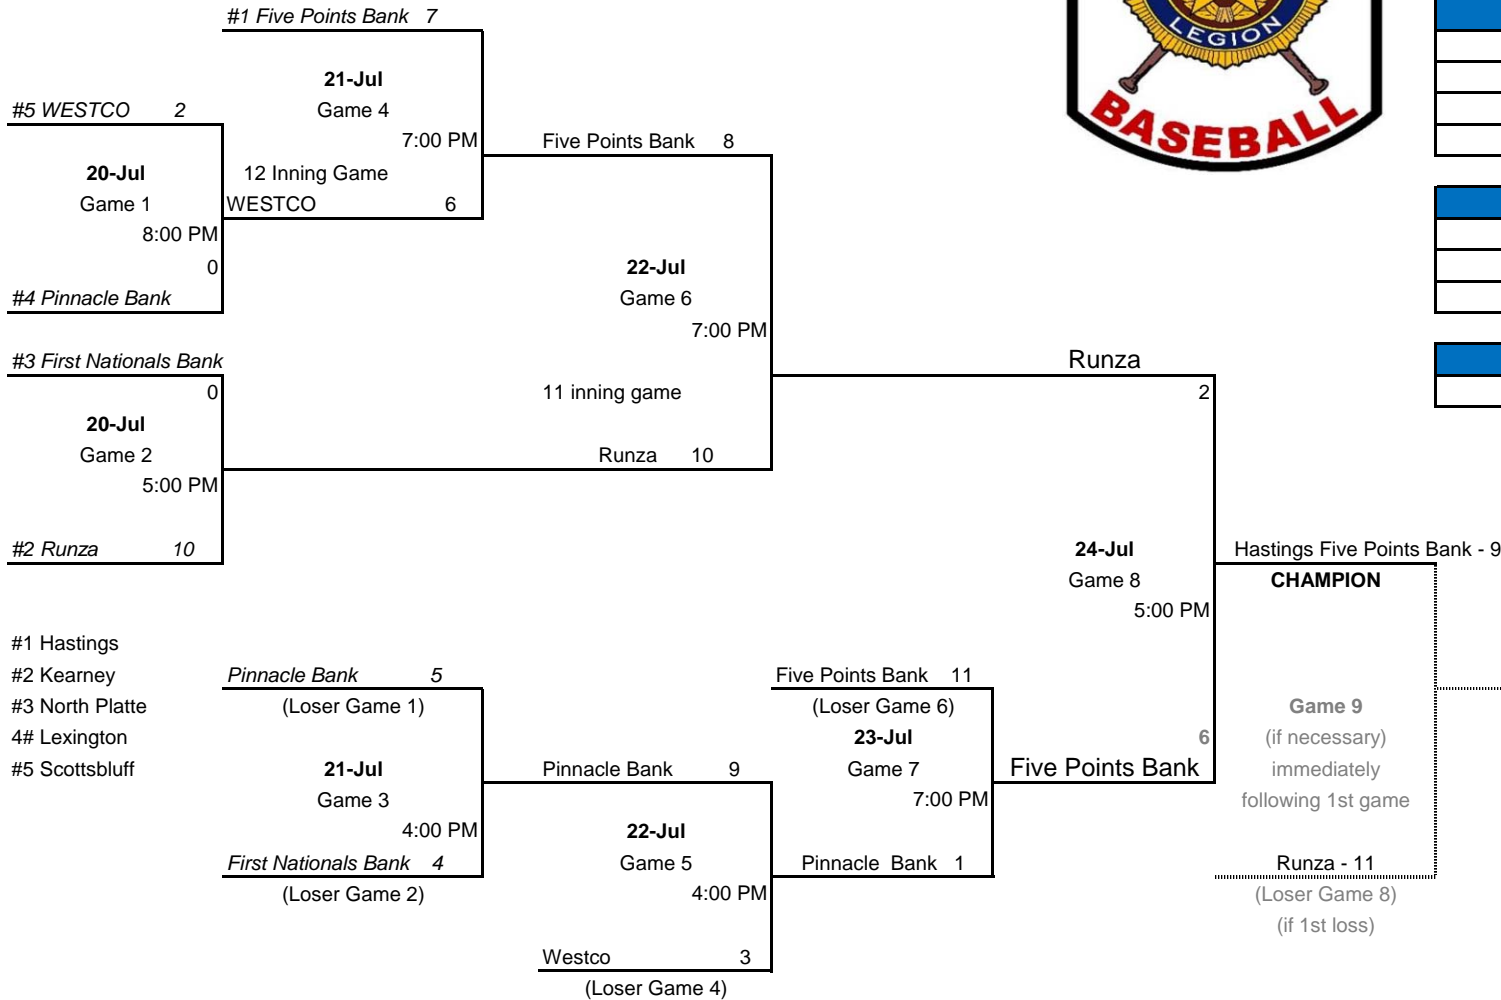 #1 Five Points Bank 7
LEGION
BASEBALL
21-Jul
Game 4
7:00 PM
12 Inning Game
WESTCO 6
#5 WESTCO 2
20-Jul
Game 1
8:00 PM
0
#4 Pinnacle Bank
Five Points Bank 8
22-Jul
Game 6
7:00 PM
11 inning game
Runza 10
#3 First Nationals Bank
0
20-Jul
Game 2
5:00 PM
#2 Runza 10
Runza
2
24-Jul
Game 8
5:00 PM
6
Five Points Bank
Hastings Five Points Bank - 9
CHAMPION
#1 Hastings
#2 Kearney
#3 North Platte
4# Lexington
#5 Scottsbluff
Pinnacle Bank 5
(Loser Game 1)
21-Jul
Game 3
4:00 PM
First Nationals Bank 4
(Loser Game 2)
Pinnacle Bank 9
22-Jul
Game 5
4:00 PM
Westco 3
(Loser Game 4)
Five Points Bank 11
(Loser Game 6)
23-Jul
Game 7
7:00 PM
Pinnacle Bank 1
Game 9
(if necessary)
immediately
following 1st game
Runza - 11
(Loser Game 8)
(if 1st loss)